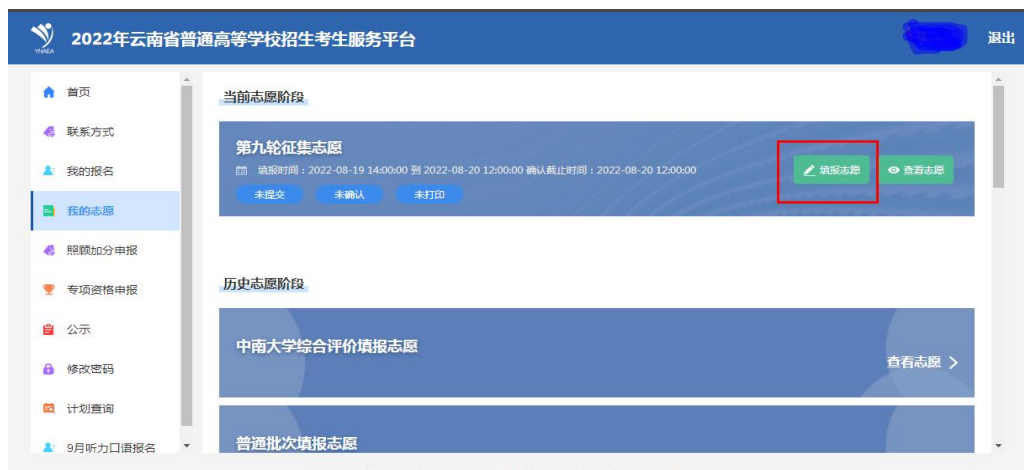 YNAEA
2022年云南省普通高等学校招生考生服务平台
退出
首页
联系方式
我的报名
我的志愿
照顾加分申报
专项资格申报
公示
修改密码
计划查询
9月听力口语报名
当前志愿阶段
第九轮征集志愿
填报时间：2022-08-19 14:00:00 到 2022-08-20 12:00:00 确认截止时间：2022-08-20 12:00:00
未提交 未确认 未打印
填报志愿 查看志愿
历史志愿阶段
中南大学综合评价填报志愿
查看志愿
普通批次填报志愿